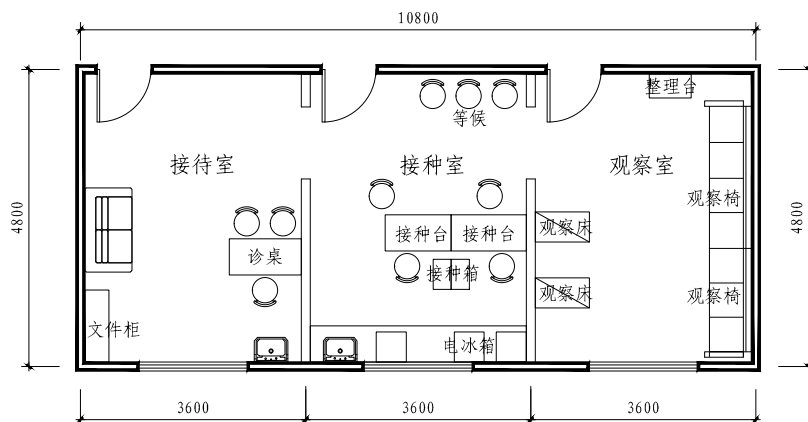 10800
整理台
等候
接待室
接种室
观察室
观察椅
4800
4800
接种台
接种台
观察床
诊桌
接种箱
观察床
观察椅
文件柜
电冰箱
3600
3600
3600